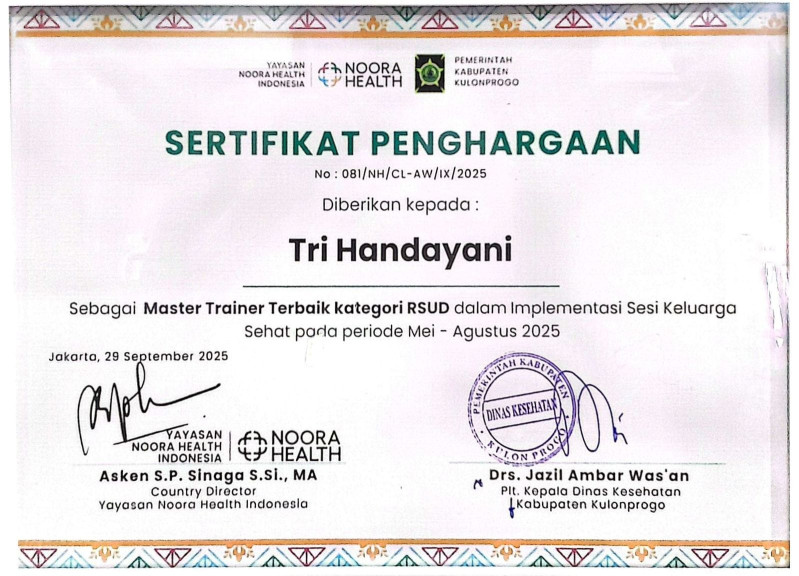 YAYASAN
NOORA HEALTH
INDONESIA
NOORA
HEALTH
PEMERINTAH
KABUPATEN
KULONPROGO
SERTIFIKAT PENGHARGAAN
No : 081/NH/CL-AW/IX/2025
Diberikan kepada :
Tri Handayani
Sebagai Master Trainer Terbaik kategori RSUD dalam Implementasi Sesi Keluarga
Sehat pada periode Mei - Agustus 2025
Jakarta, 29 September 2025
YAYASAN
NOORA HEALTH
INDONESIA
NOORA
HEALTH
Asken S.P. Sinaga S.Si., MA
Country Director
Yayasan Noora Health Indonesia
PEMERINTAH KABUPATEN
DINAS KESEHATAN
KULON PROGO
Drs. Jazil Ambar Was'an
Plt. Kepala Dinas Kesehatan
Kabupaten Kulonprogo